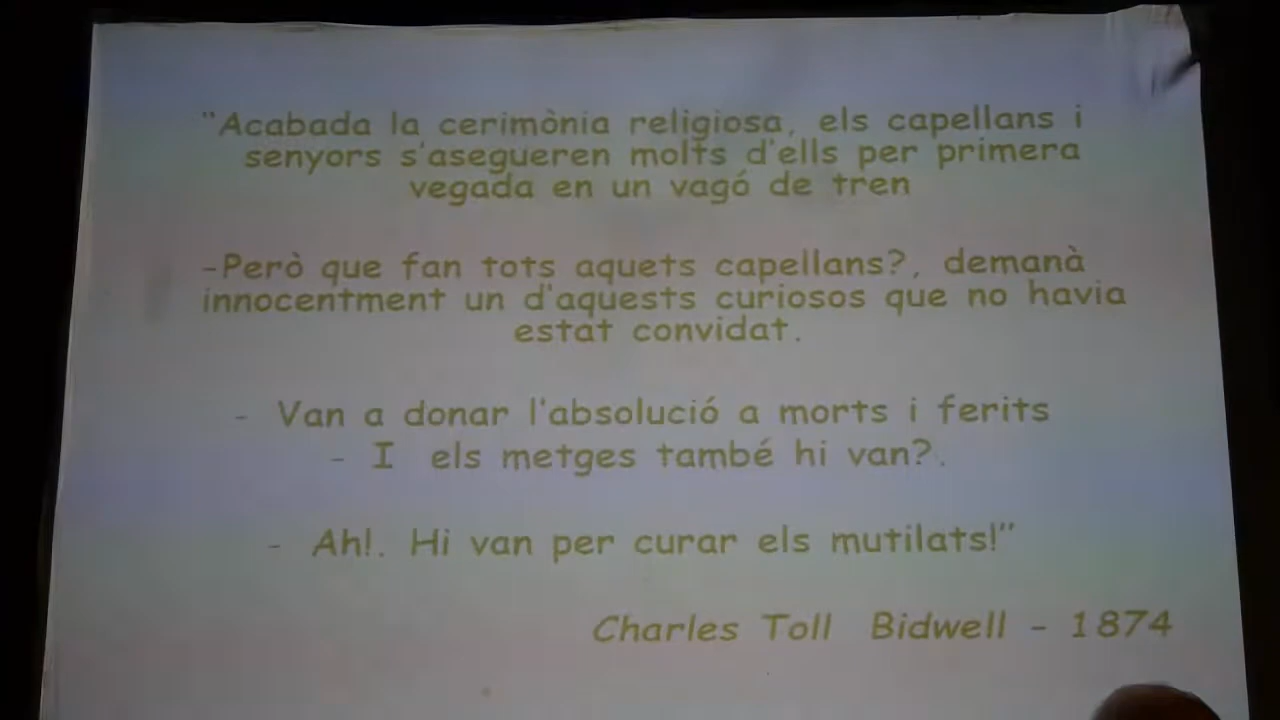 "Acabada la cerimònia religiosa, els capellans i
senyors s'asegueren molts d'ells per primera
vegada en un vagó de tren
-Però que fan tots aquets capellans?, demanà
innocentment un d'aquests curiosos que no havia
estat convidat.
- Van a donar l'absolució a morts i ferits
- I els metges també hi van?.
- Ah!. Hi van per curar els mutilats!"
Charles Toll Bidwell - 1874